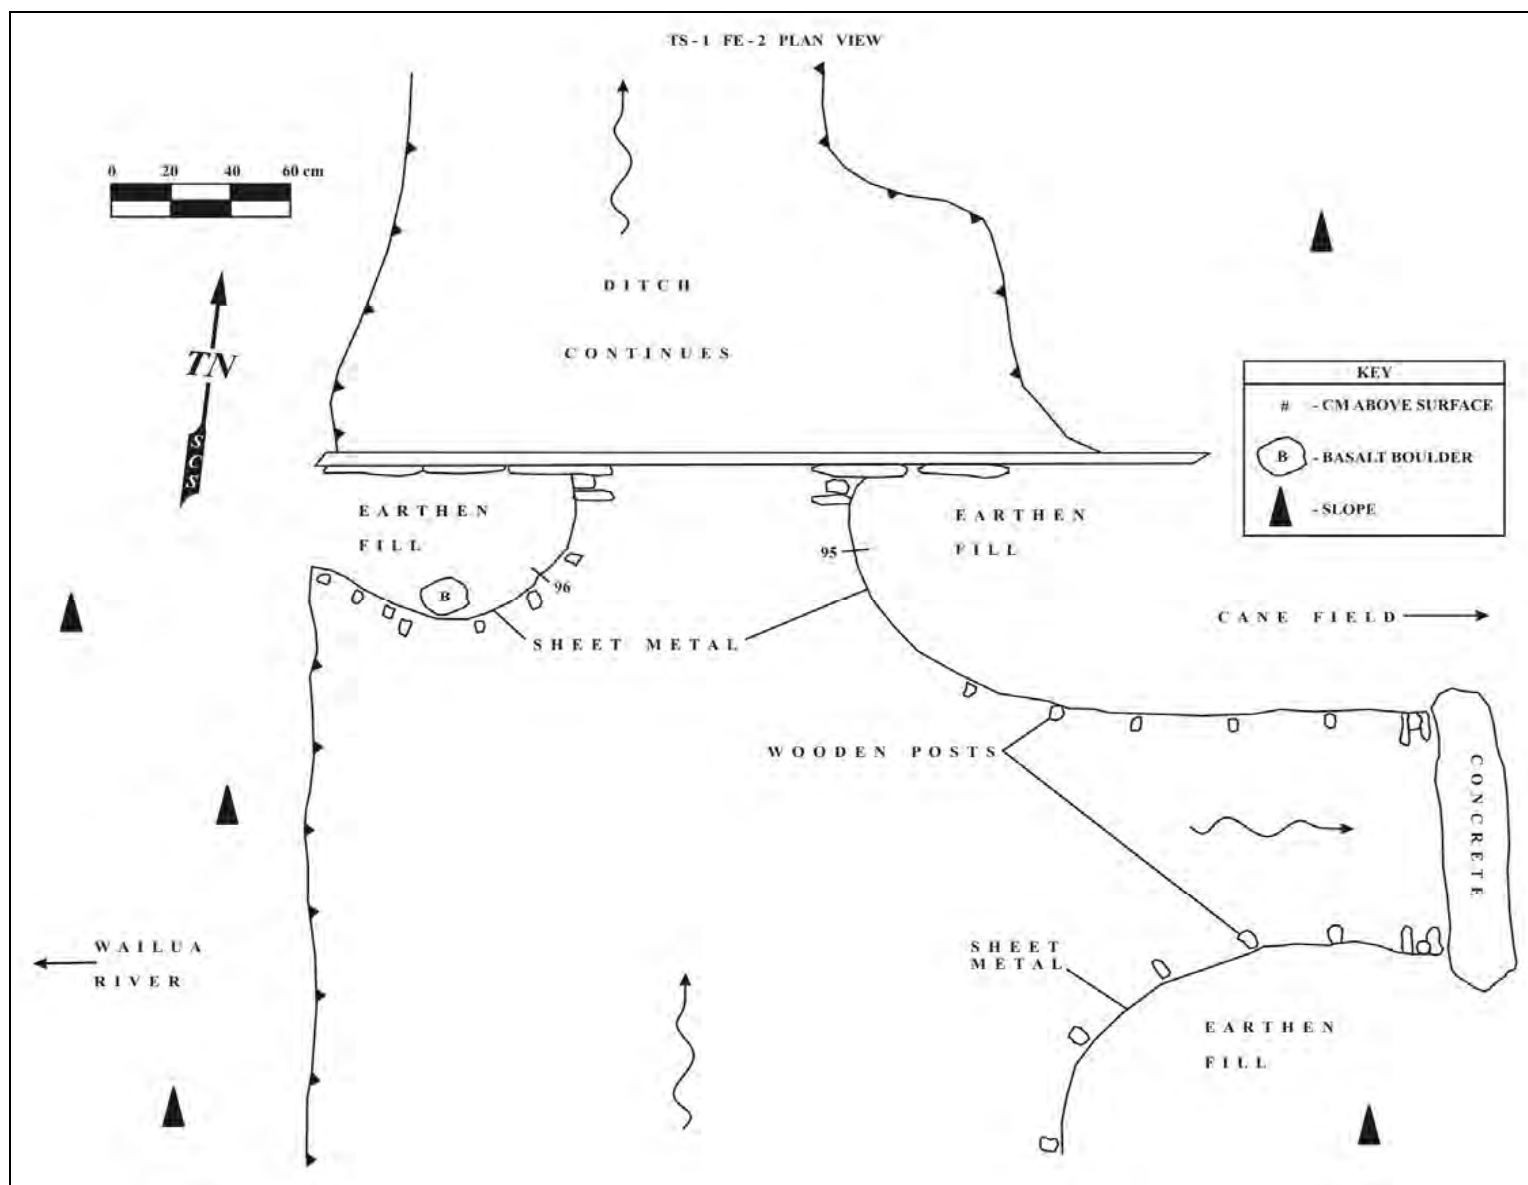 TS-1 FE-2 PLAN VIEW
0 20 40 60 cm
TN
SCS
DITCH
CONTINUES
KEY
# - CM ABOVE SURFACE
B - BASALT BOULDER
- SLOPE
EARTHEN
FILL
EARTHEN
FILL
95
96
B
SHEET METAL
CANE FIELD
WOODEN POSTS
CONCRETE
WAILUA
RIVER
SHEET
METAL
EARTHEN
FILL